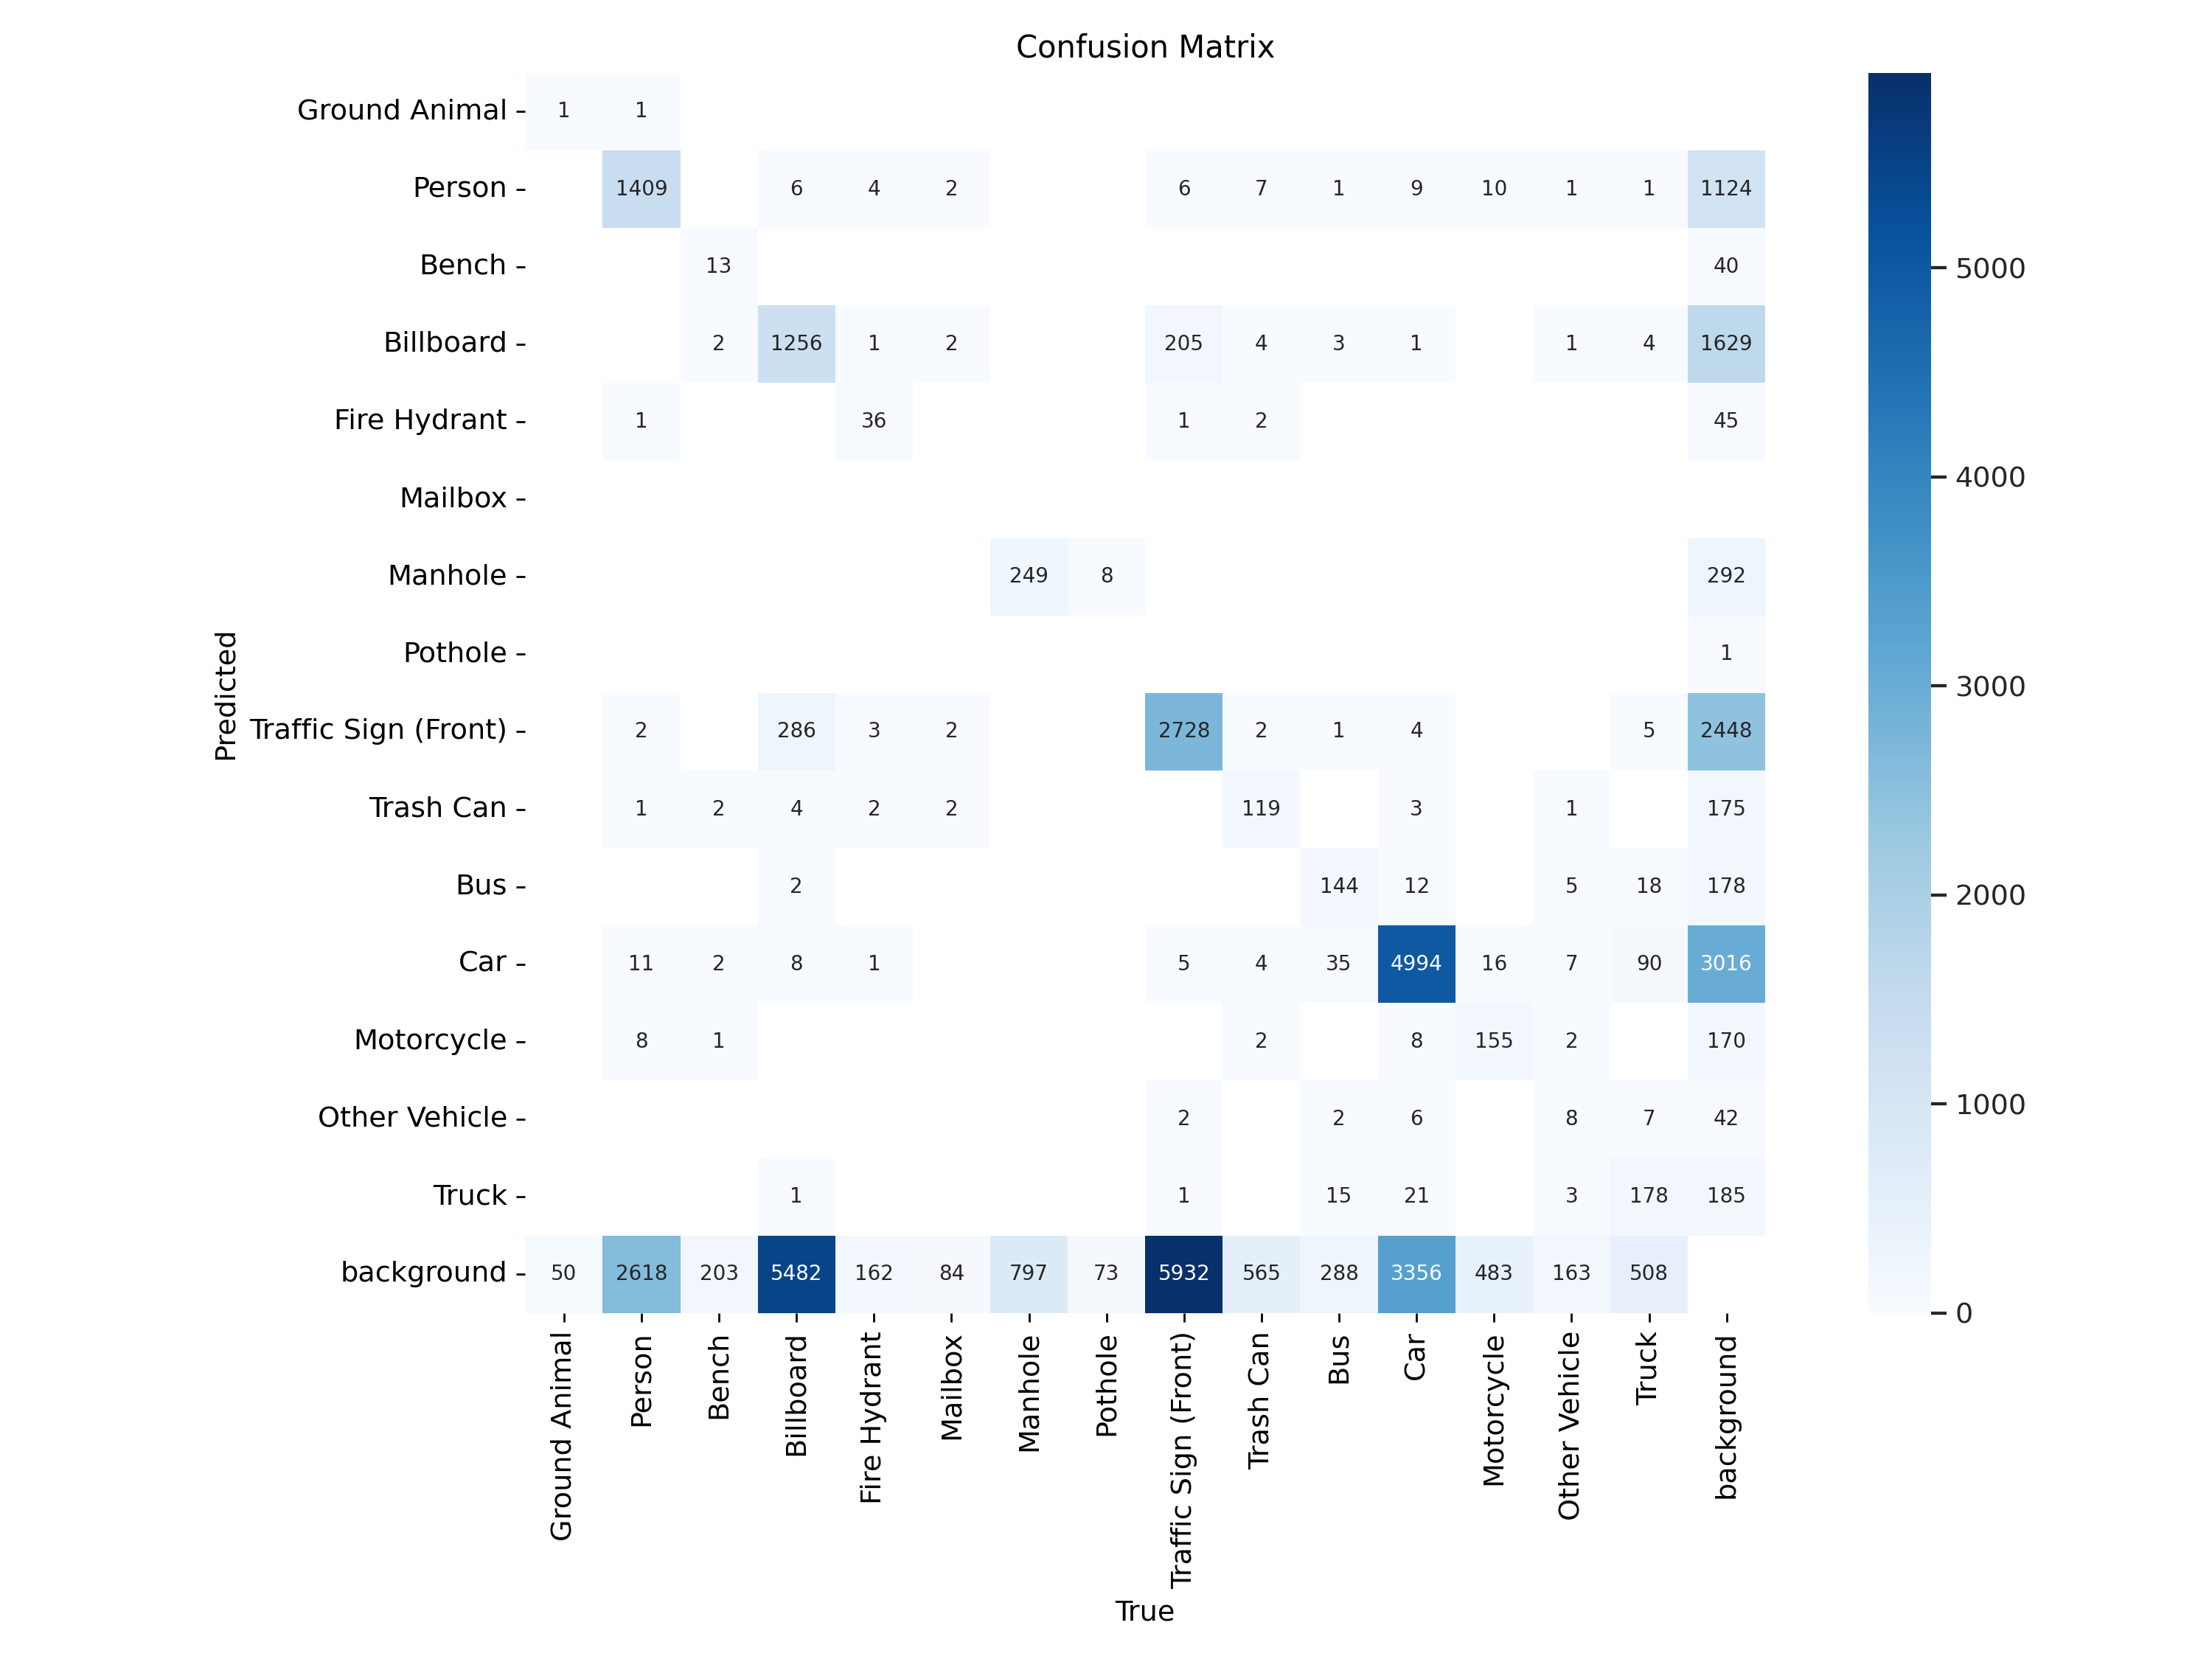 Confusion Matrix
Ground Animal 1 1
Person 1409 6 4 2 6 7 1 9 10 1 1 1124
Bench 13 40
5000
Billboard 2 1256 1 2 205 4 3 1 1 4 1629
Fire Hydrant 1 36 1 2 45
4000
Mailbox
Manhole 249 8 292
Pothole 1
3000
Predicted
Traffic Sign (Front) 2 286 3 2 2728 2 1 4 5 2448
Trash Can 1 2 4 2 2 119 3 1 175
Bus 2 144 12 5 18 178
2000
Car 11 2 8 1 5 4 35 4994 16 7 90 3016
Motorcycle 8 1 2 8 155 2 170
1000
Other Vehicle 2 2 6 8 7 42
Truck 1 1 15 21 3 178 185
background 50 2618 203 5482 162 84 797 73 5932 565 288 3356 483 163 508
0
Ground Animal
Person
Bench
Billboard
Fire Hydrant
Mailbox
Manhole
Pothole
Traffic Sign (Front)
Trash Can
Bus
Car
Motorcycle
Other Vehicle
Truck
background
True